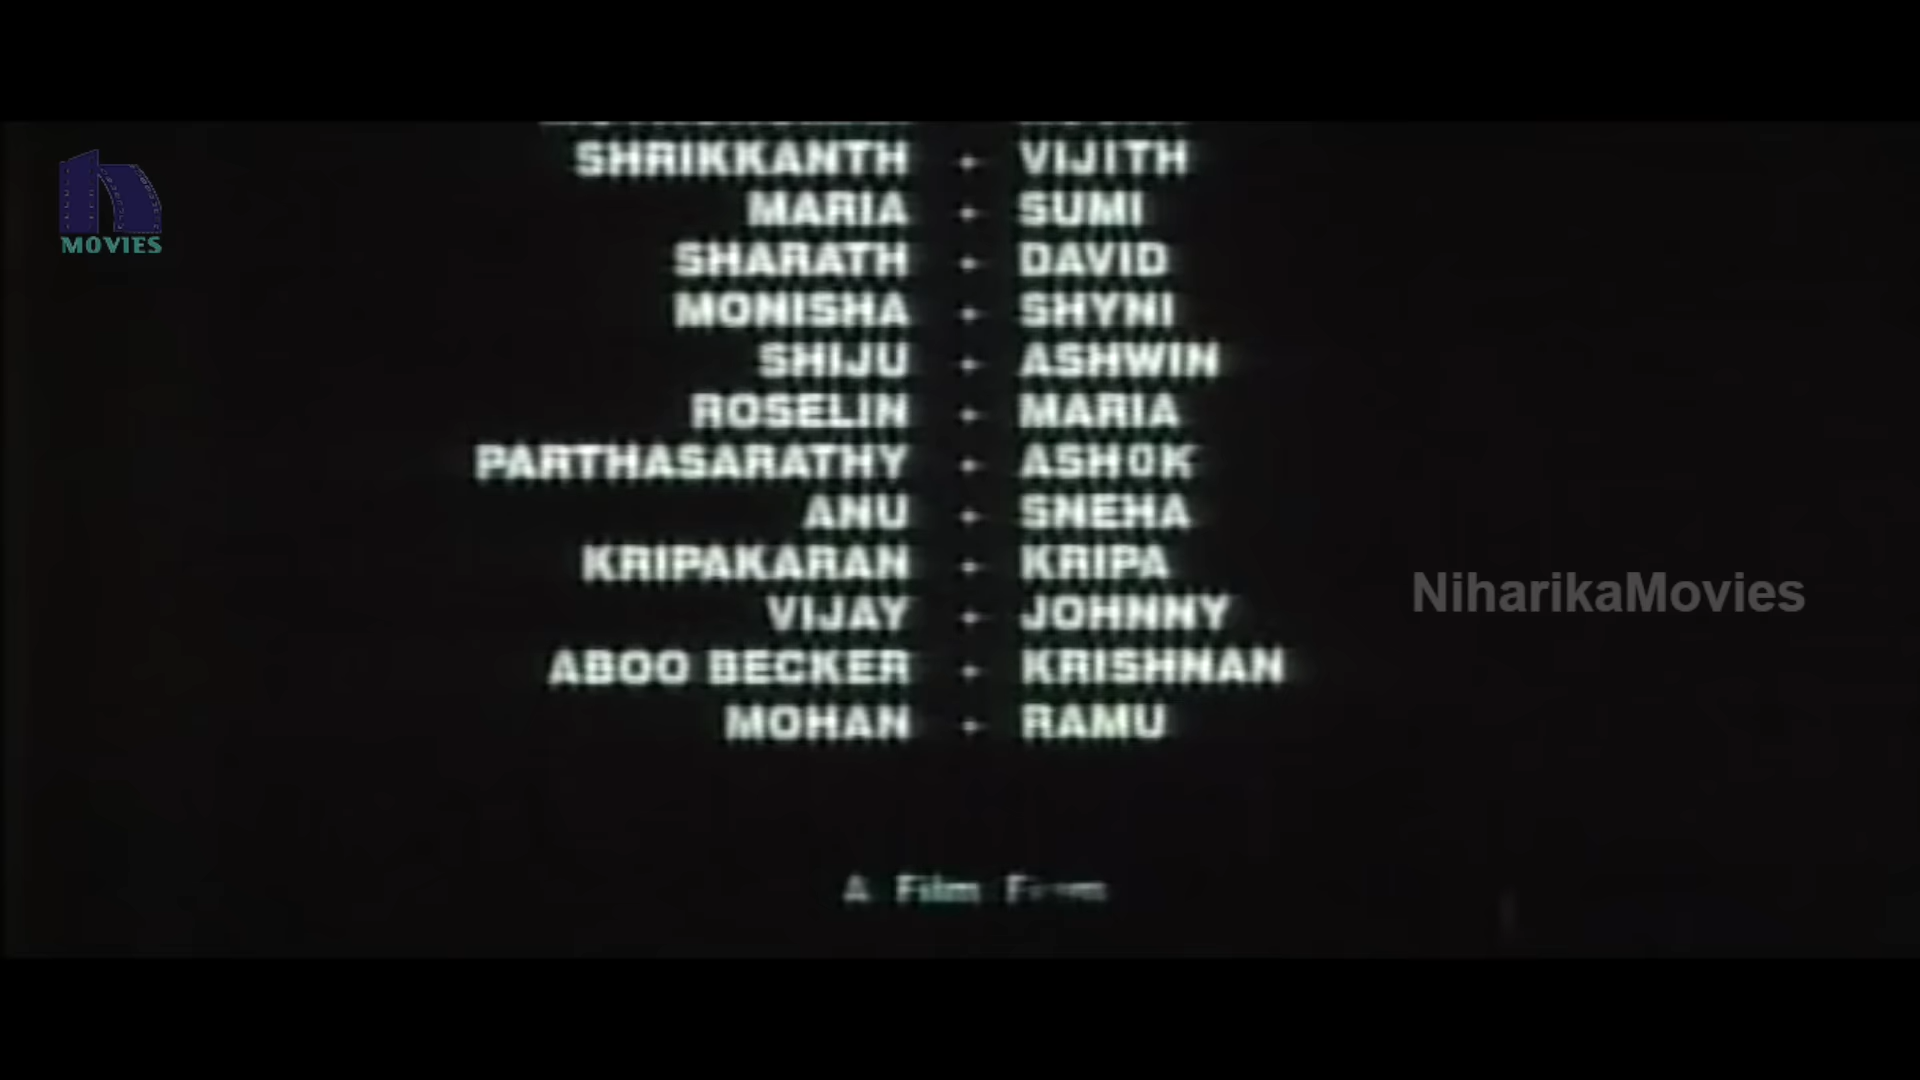 MOVIES
SHRIKKANTH - VIJITH
MARIA - SUMI
SHARATH - DAVID
MONISHA - SHYNI
SHIJU - ASHWIN
ROSELIN - MARIA
PARTHASARATHY - ASHOK
ANU - SNEHA
KRIPAKARAN - KRIPA
VIJAY - JOHNNY
ABOO BECKER - KRISHNAN
MOHAN - RAMU
NiharikaMovies
A Film From